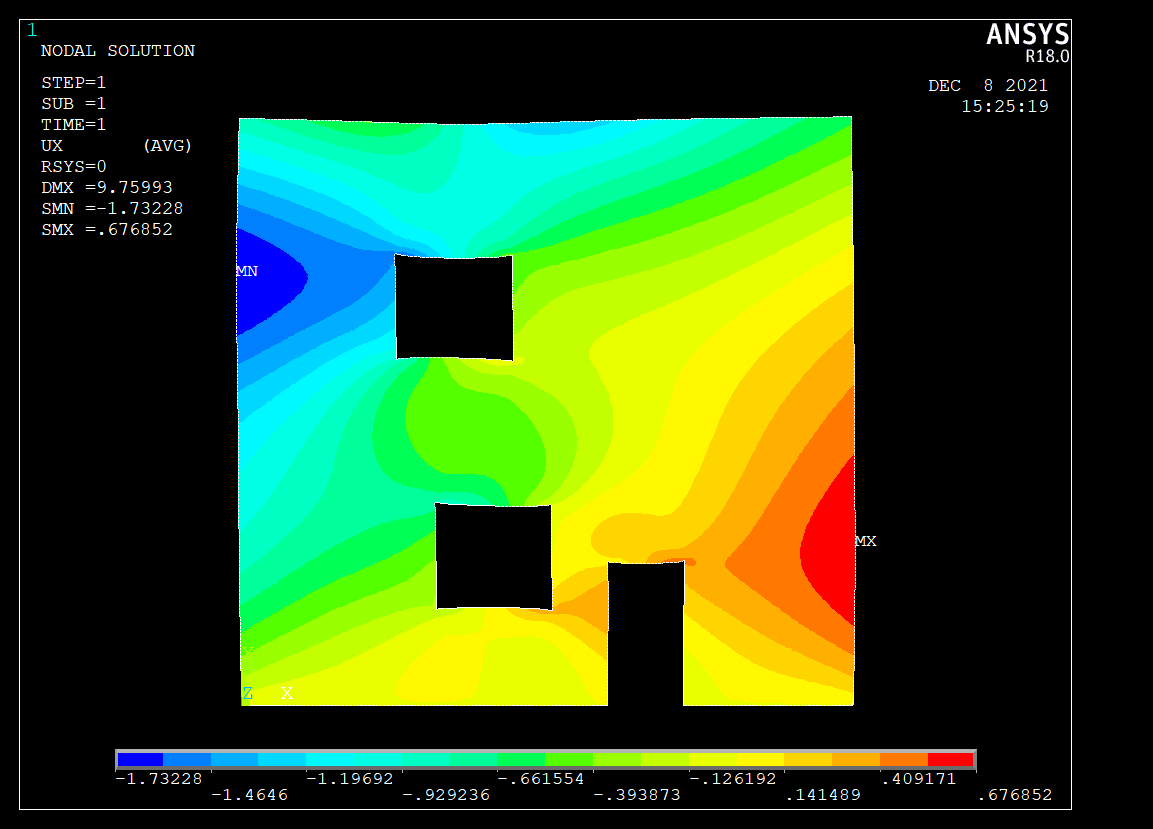 1
ANSYS
R18.0
NODAL SOLUTION
STEP=1
SUB =1
TIME=1
UX (AVG)
RSYS=0
DMX =9.75993
SMN =-1.73228
SMX =.676852
DEC 8 2021
15:25:19
MN
MX
Z X
-1.73228 -1.19692 -.661554 -.126192 .409171
-1.4646 -.929236 -.393873 .141489 .676852